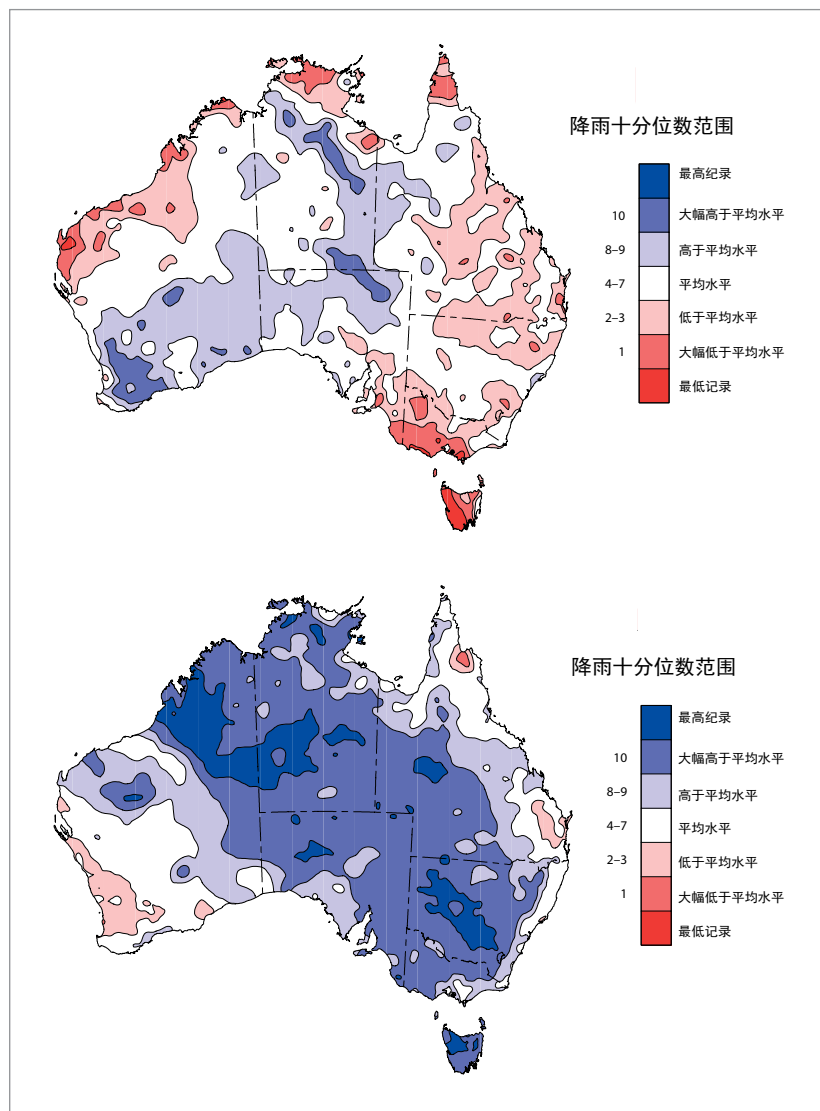 降雨十分位数范围
最高纪录
10 大幅高于平均水平
8–9 高于平均水平
4–7 平均水平
2–3 低于平均水平
1 大幅低于平均水平
最低记录
降雨十分位数范围
最高纪录
10 大幅高于平均水平
8–9 高于平均水平
4–7 平均水平
2–3 低于平均水平
1 大幅低于平均水平
最低记录